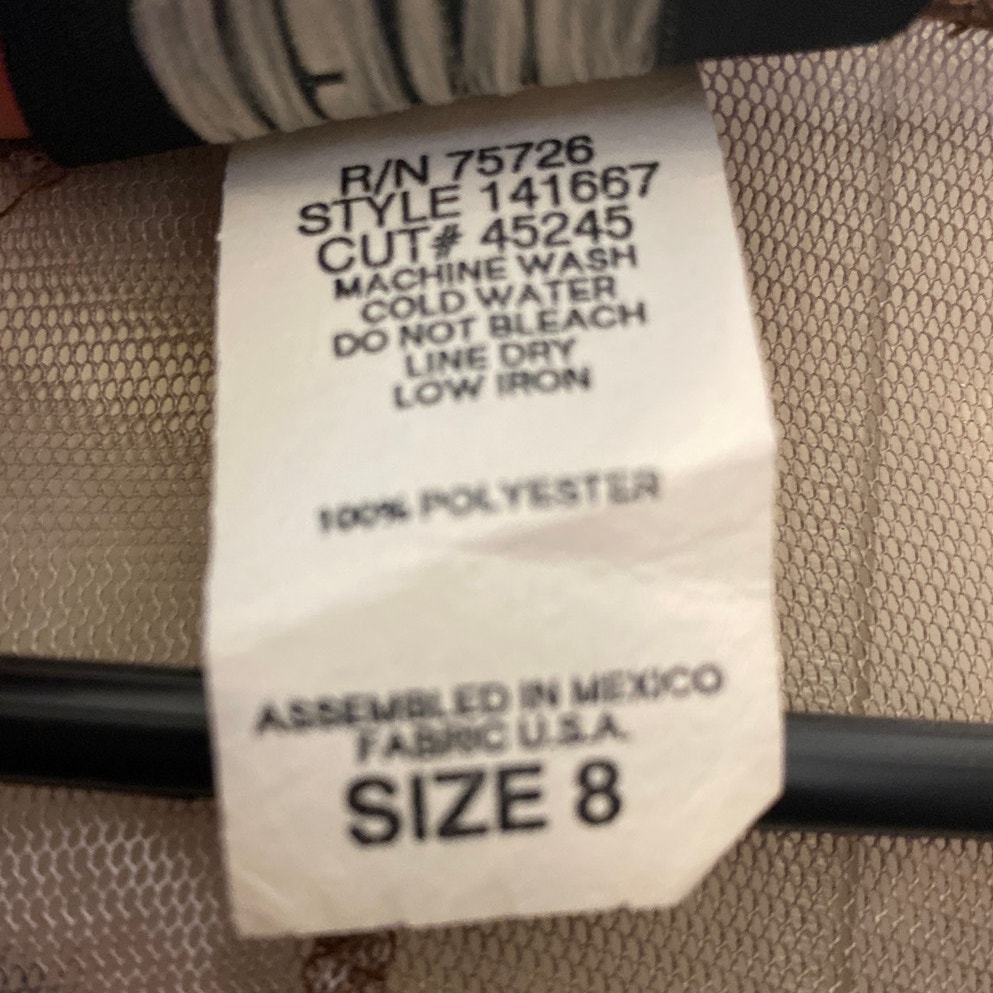 R/N 75726
STYLE 141667
CUT# 45245
MACHINE WASH
COLD WATER
DO NOT BLEACH
LINE DRY
LOW IRON
100% POLYESTER
ASSEMBLED IN MEXICO
FABRIC U.S.A.
SIZE 8